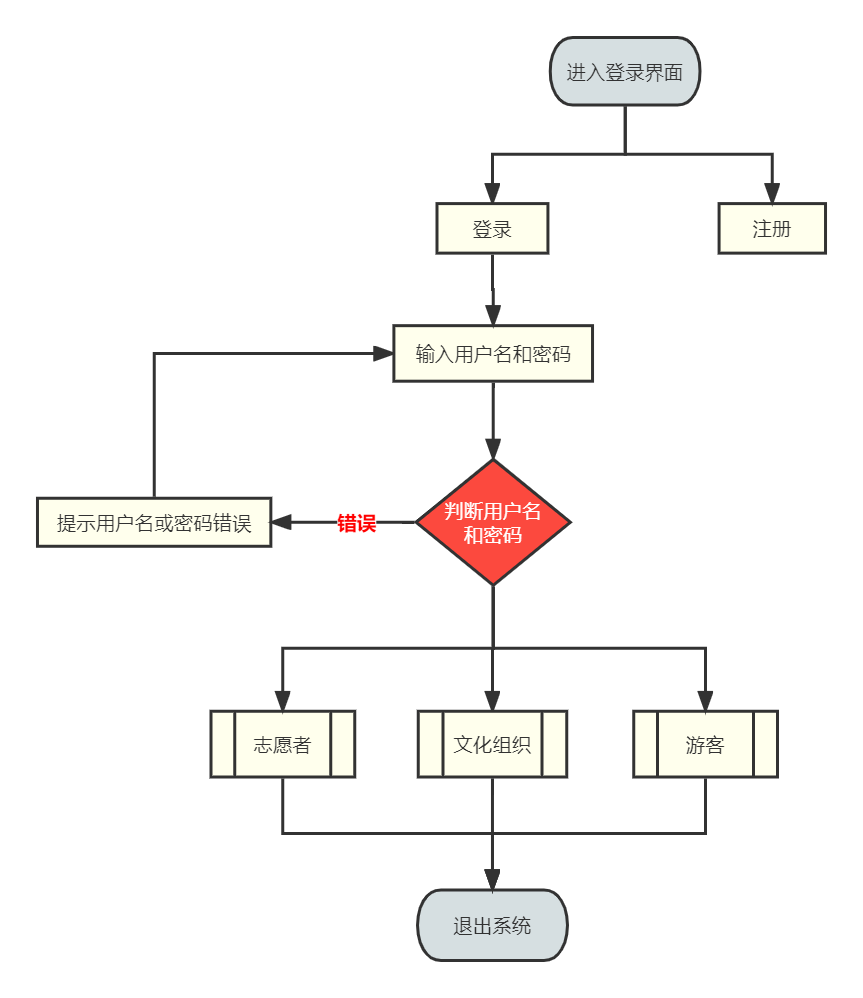 进入登录界面
登录
注册
输入用户名和密码
判断用户名
和密码
错误
提示用户名或密码错误
志愿者
文化组织
游客
退出系统